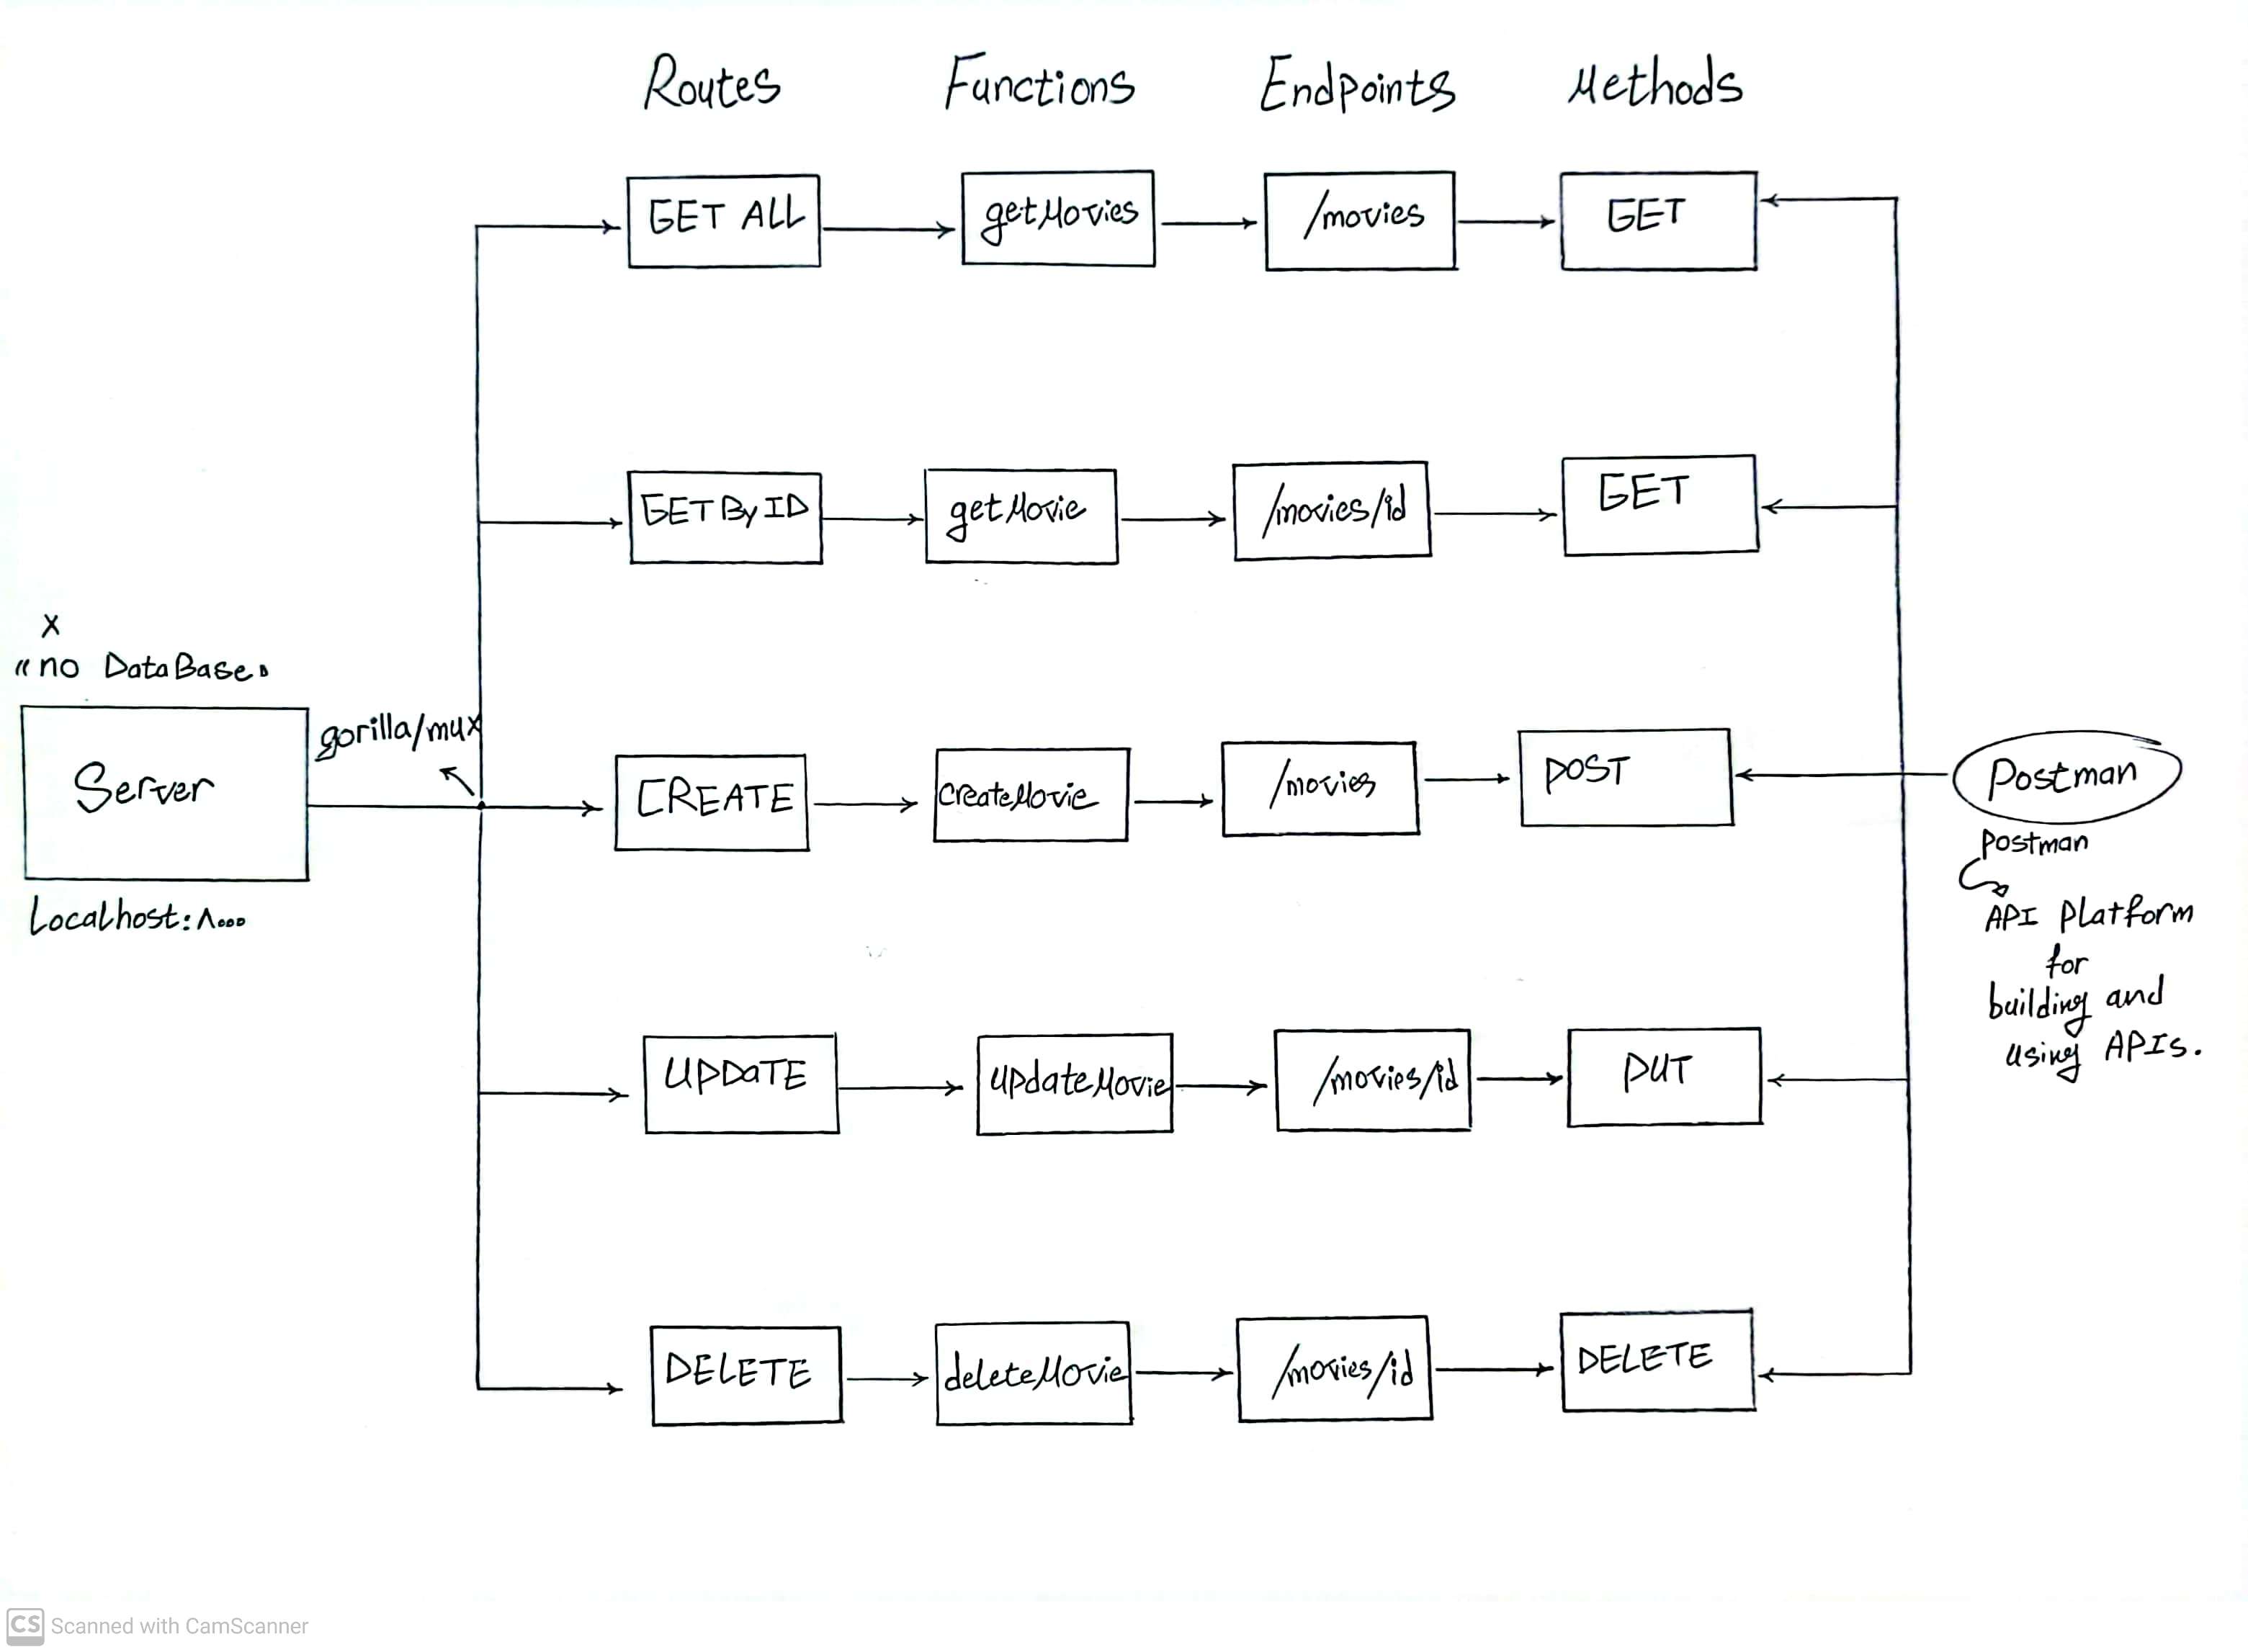 Routes Functions Endpoints Methods
GET ALL getMovies /movies GET
GET By ID getMovie /movies/id GET
x
«no DataBase»
Server
gorilla/mux
Localhost:۸۰۰۰
CREATE createMovie /movies POST
Postman
Postman
API Platform
for
building and
using APIs.
UPDaTE updateMovie /movies/id PUT
DELETE deleteMovie /movies/id DELETE
CS Scanned with CamScanner